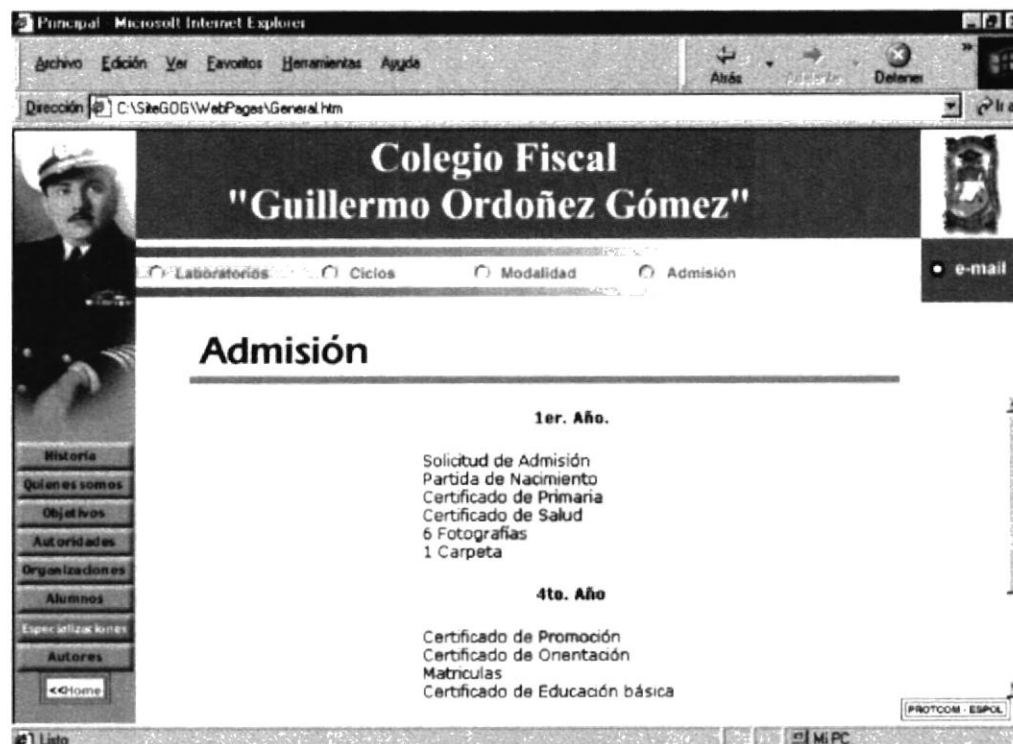 Principal - Microsoft Internet Explorer
Archivo Edición Ver Favoritos Herramientas Ayuda
Atrás Adelante Detener »
Dirección C:\SiteGOG\WebPages\General.htm Ir a
Colegio Fiscal
"Guillermo Ordoñez Gómez"
Laboratorios Ciclos Modalidad Admisión
e-mail
Admisión
1er. Año.
Solicitud de Admisión
Partida de Nacimiento
Certificado de Primaria
Certificado de Salud
6 Fotografías
1 Carpeta
4to. Año
Certificado de Promoción
Certificado de Orientación
Matriculas
Certificado de Educación básica
Historia
Quienes somos
Objetivos
Autoridades
Organizaciones
Alumnos
Especializaciones
Autores
<<Home
PROTCOM - ESPOL
Listo Mi PC